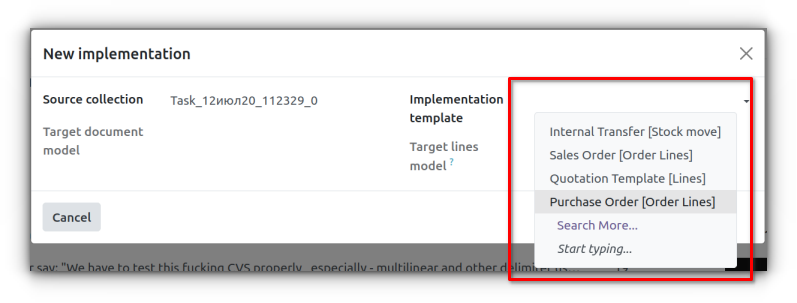 New implementation
Source collection
Task_12июл20_112329_0
Implementation
template
Target document
model
Target lines
model ?
Internal Transfer [Stock move]
Sales Order [Order Lines]
Quotation Template [Lines]
Purchase Order [Order Lines]
Search More...
Start typing...
Cancel
r say: "We have to test this fucking CVS properly, especially - multilinear and other